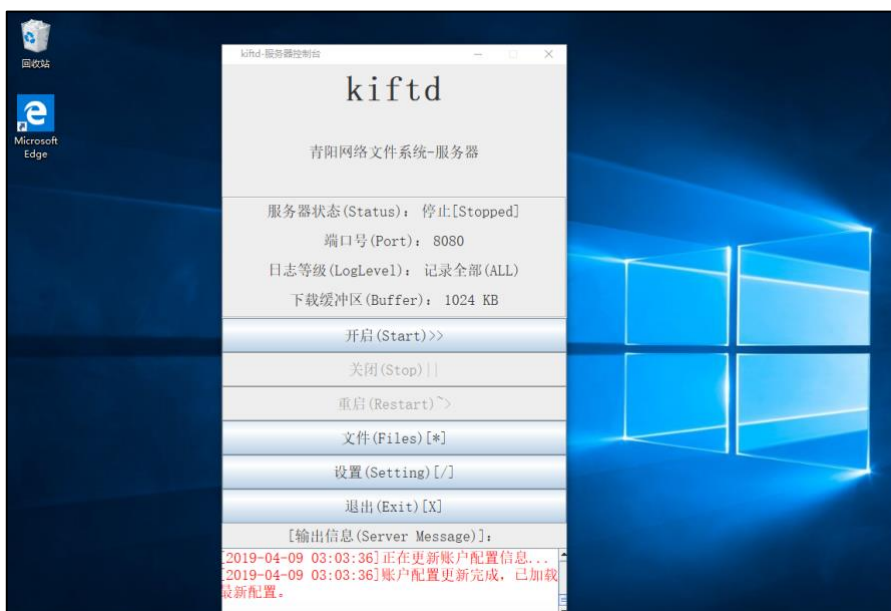 回收站
Microsoft
Edge
kiftd-服务器控制台
kiftd
青阳网络文件系统-服务器
服务器状态(Status)： 停止[Stopped]
端口号(Port)： 8080
日志等级(LogLevel)： 记录全部(ALL)
下载缓冲区(Buffer)： 1024 KB
开启(Start)>>
关闭(Stop)||
重启(Restart)~>
文件(Files)[*]
设置(Setting)[/]
退出(Exit)[X]
[输出信息(Server Message)]：
[2019-04-09 03:03:36]正在更新账户配置信息...
[2019-04-09 03:03:36]账户配置更新完成，已加载
最新配置。